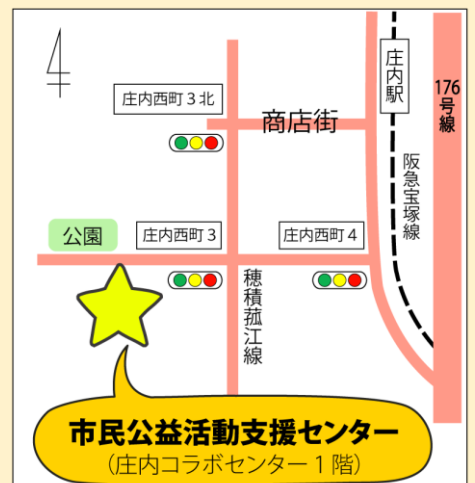 庄内駅
176号線
庄内西町3北
商店街
阪急宝塚線
公園
庄内西町3
庄内西町4
穂積菰江線
市民公益活動支援センター
(庄内コラボセンター1階)